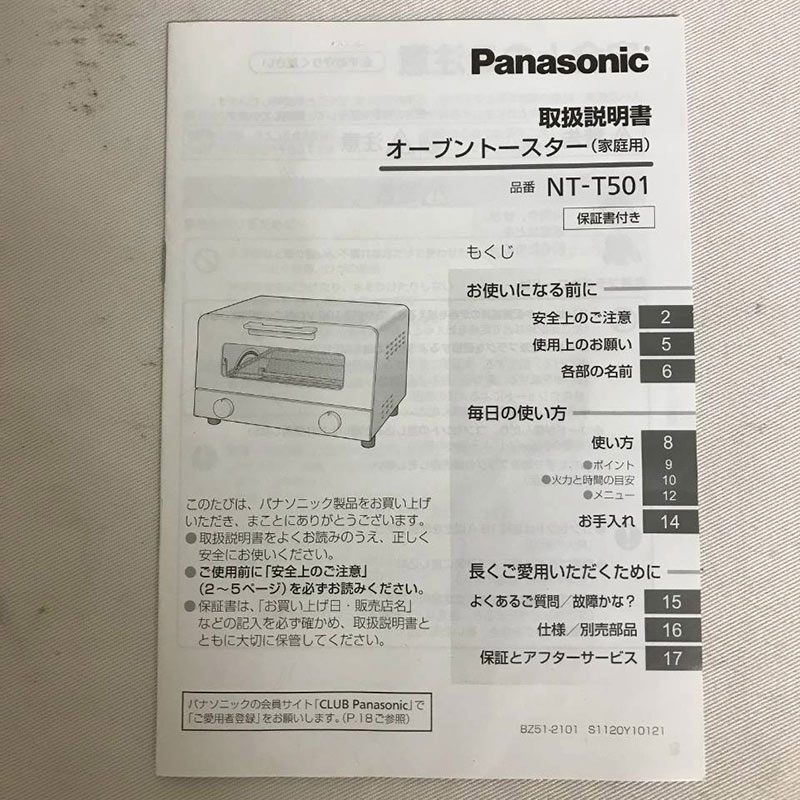 Panasonic
取扱説明書
オーブントースター(家庭用)
品番 NT-T501
保証書付き
もくじ
お使いになる前に
安全上のご注意 2
使用上のお願い 5
各部の名前 6
毎日の使い方
使い方 8
●ポイント 9
●火力と時間の目安 10
●メニュー 12
お手入れ 14
長くご愛用いただくために
よくあるご質問/故障かな? 15
仕様/別売部品 16
保証とアフターサービス 17
このたびは、パナソニック製品をお買い上げ
いただき、まことにありがとうございます。
●取扱説明書をよくお読みのうえ、正しく
安全にお使いください。
●ご使用前に「安全上のご注意」
(2～5ページ)を必ずお読みください。
●保証書は、「お買い上げ日・販売店名」
などの記入を必ず確かめ、取扱説明書と
ともに大切に保管してください。
パナソニックの会員サイト「CLUB Panasonic」で
「ご愛用者登録」をお願いします。(P.18ご参照)
BZ51-2101 S1120Y10121